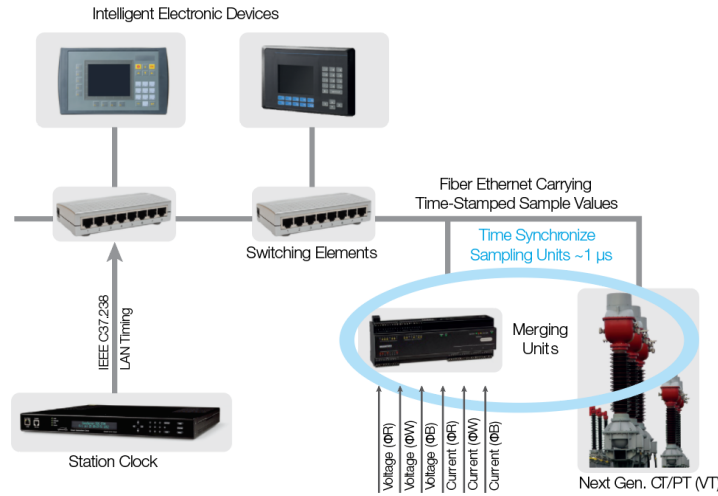 Intelligent Electronic Devices
Fiber Ethernet Carrying
Time-Stamped Sample Values
Switching Elements
Time Synchronize
Sampling Units ~1 µs
IEEE C37.238
LAN Timing
Merging
Units
Station Clock
Voltage (ΦR)
Voltage (ΦW)
Voltage (ΦB)
Current (ΦR)
Current (ΦW)
Current (ΦB)
Next Gen. CT/PT (VT)